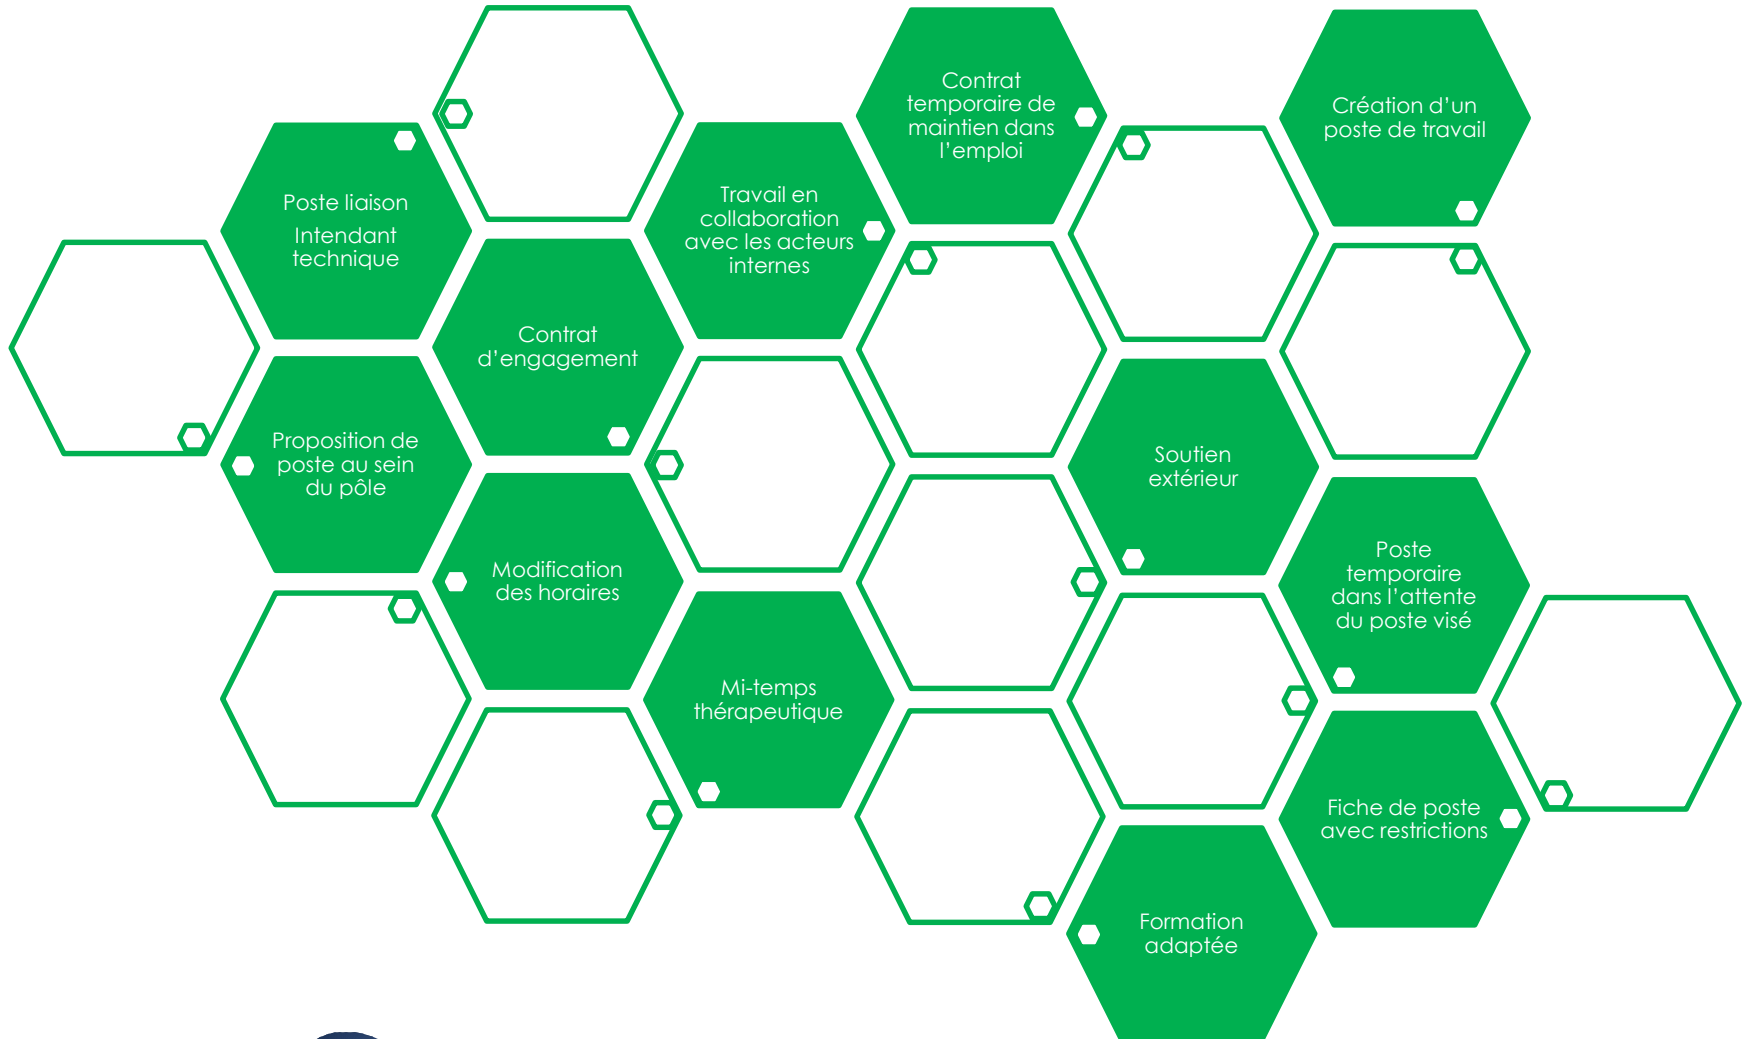 Contrat
temporaire de
maintien dans
l’emploi
Création d’un
poste de travail
Poste liaison
Intendant
technique
Travail en
collaboration
avec les acteurs
internes
Contrat
d’engagement
Proposition de
poste au sein
du pôle
Soutien
extérieur
Modification
des horaires
Poste
temporaire
dans l’attente
du poste visé
Mi-temps
thérapeutique
Fiche de poste
avec restrictions
Formation
adaptée